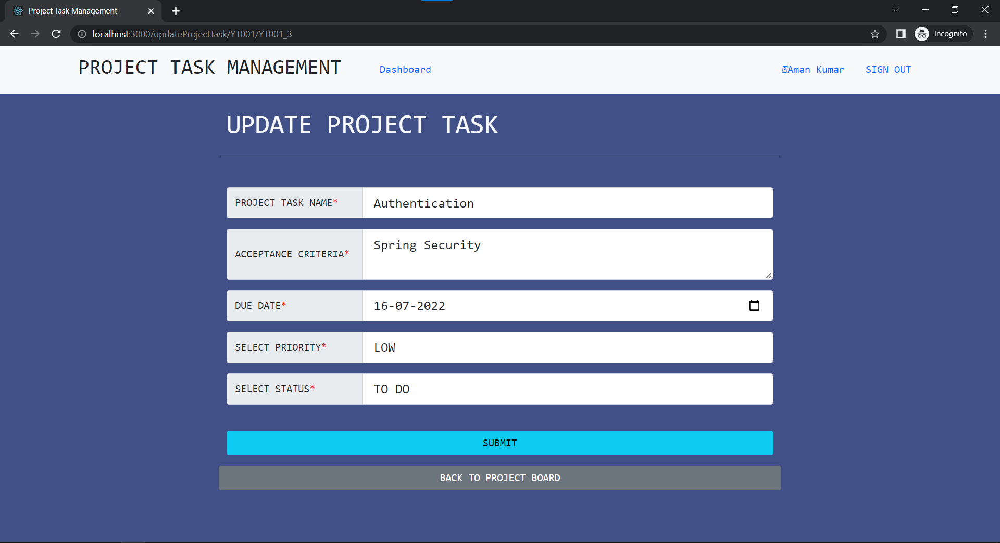 Project Task Management
localhost:3000/updateProjectTask/YT001/YT001_3
Incognito
PROJECT TASK MANAGEMENT
Dashboard
Aman Kumar
SIGN OUT
UPDATE PROJECT TASK
PROJECT TASK NAME*
Authentication
ACCEPTANCE CRITERIA*
Spring Security
DUE DATE*
16-07-2022
SELECT PRIORITY*
LOW
SELECT STATUS*
TO DO
SUBMIT
BACK TO PROJECT BOARD